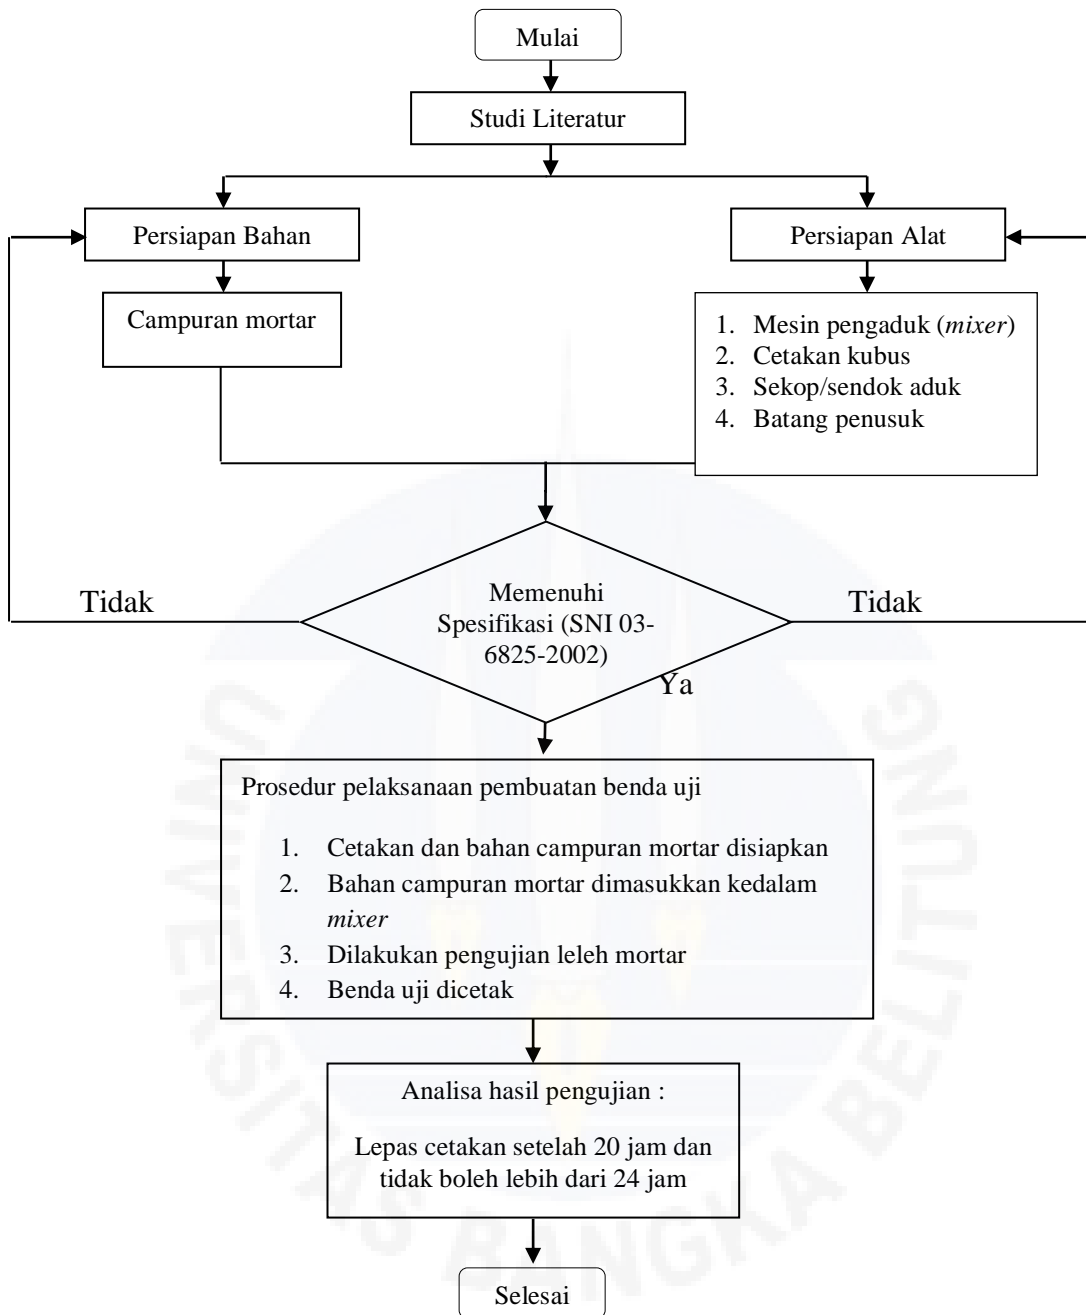 Mulai
Studi Literatur
Persiapan Bahan
Persiapan Alat
Campuran mortar
1. Mesin pengaduk (mixer)
2. Cetakan kubus
3. Sekop/sendok aduk
4. Batang penusuk
Tidak
Memenuhi
Spesifikasi (SNI 03-
6825-2002)
Tidak
Ya
Prosedur pelaksanaan pembuatan benda uji
1. Cetakan dan bahan campuran mortar disiapkan
2. Bahan campuran mortar dimasukkan kedalam
mixer
3. Dilakukan pengujian leleh mortar
4. Benda uji dicetak
Analisa hasil pengujian :
Lepas cetakan setelah 20 jam dan
tidak boleh lebih dari 24 jam
Selesai
UNIVERSITAS BANGKA BELITUNG